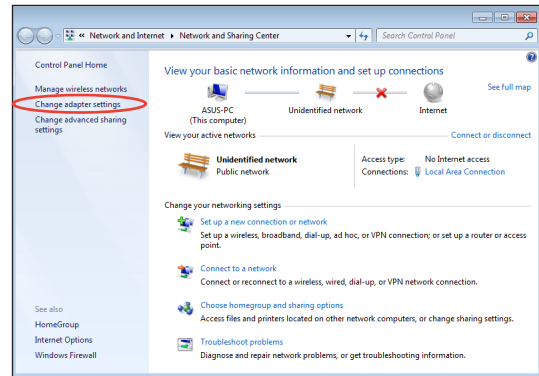 « Network and Internet ▸ Network and Sharing Center
Search Control Panel
Control Panel Home
Manage wireless networks
Change adapter settings
Change advanced sharing
settings
See also
HomeGroup
Internet Options
Windows Firewall
View your basic network information and set up connections
See full map
ASUS-PC
(This computer)
Unidentified network
Internet
View your active networks
Connect or disconnect
Unidentified network
Public network
Access type: No Internet access
Connections: Local Area Connection
Change your networking settings
Set up a new connection or network
Set up a wireless, broadband, dial-up, ad hoc, or VPN connection; or set up a router or access
point.
Connect to a network
Connect or reconnect to a wireless, wired, dial-up, or VPN network connection.
Choose homegroup and sharing options
Access files and printers located on other network computers, or change sharing settings.
Troubleshoot problems
Diagnose and repair network problems, or get troubleshooting information.